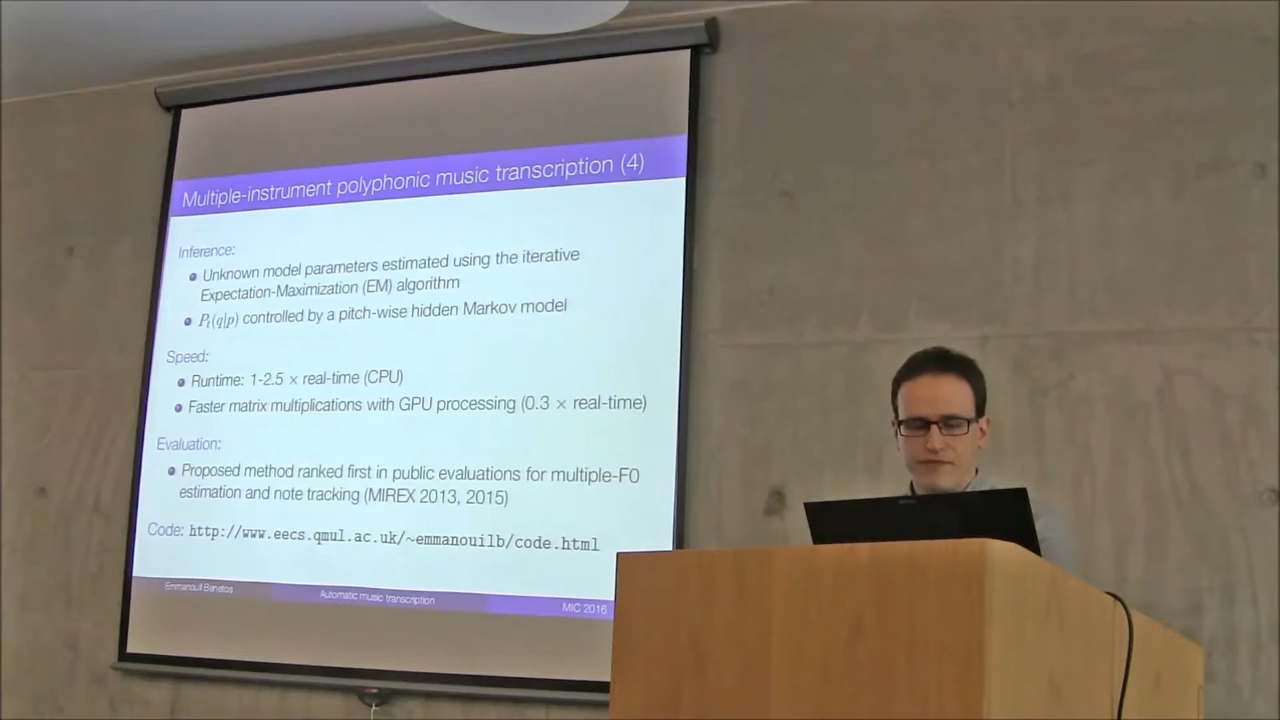 Multiple-instrument polyphonic music transcription (4)
Inference:
Unknown model parameters estimated using the iterative
Expectation-Maximization (EM) algorithm
Pₜ(q|p) controlled by a pitch-wise hidden Markov model
Speed:
Runtime: 1-2.5 × real-time (CPU)
Faster matrix multiplications with GPU processing (0.3 × real-time)
Evaluation:
Proposed method ranked first in public evaluations for multiple-F0
estimation and note tracking (MIREX 2013, 2015)
Code: http://www.eecs.qmul.ac.uk/~emmanouilb/code.html
Emmanouil Benetos
Automatic music transcription
MIC 2016